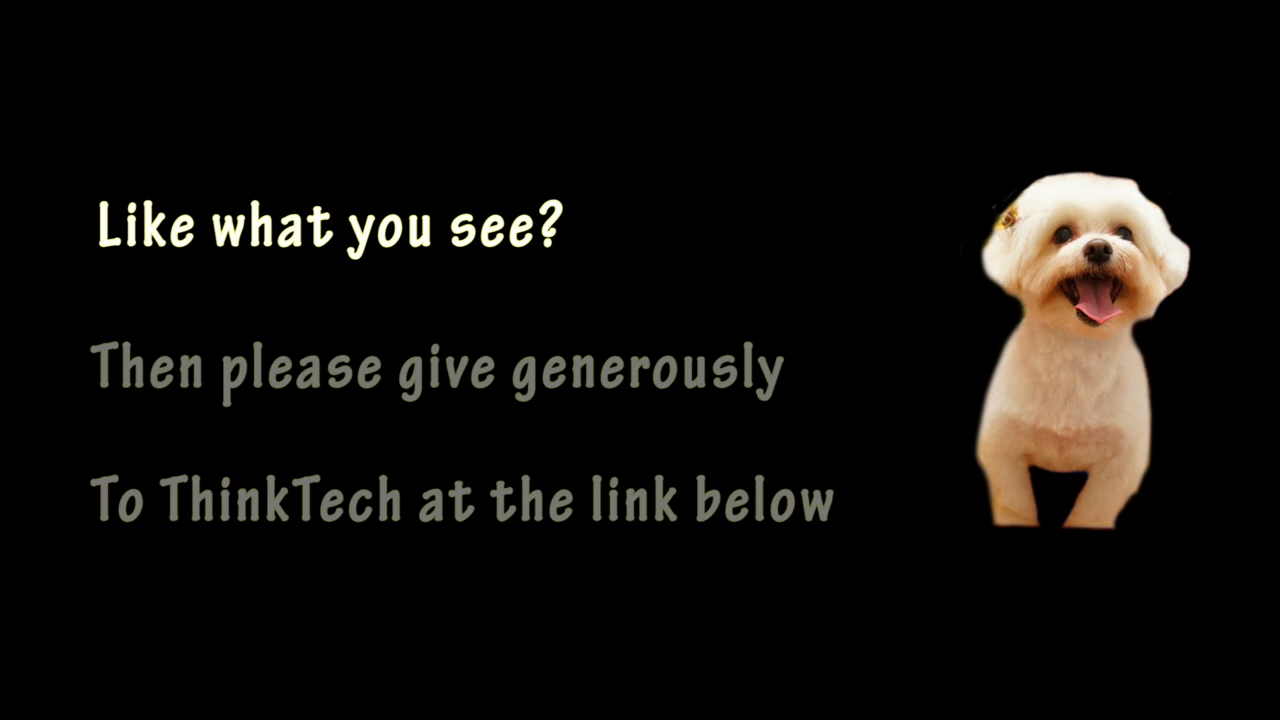 Like what you see?
Then please give generously
To ThinkTech at the link below